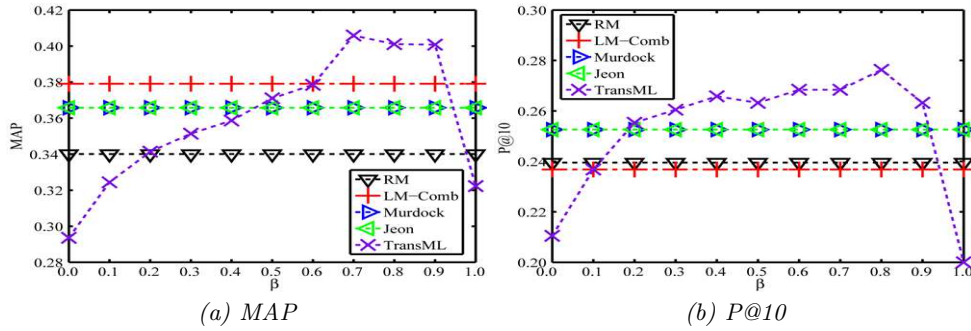 0.42
0.40
0.38
0.36
0.34
0.32
0.30
0.28
MAP
0.0 0.1 0.2 0.3 0.4 0.5 0.6 0.7 0.8 0.9 1.0
β
RM
LM−Comb
Murdock
Jeon
TransML
(a) MAP
0.30
0.28
0.26
0.24
0.22
0.20
P@10
0.0 0.1 0.2 0.3 0.4 0.5 0.6 0.7 0.8 0.9 1.0
β
RM
LM−Comb
Murdock
Jeon
TransML
(b) P@10